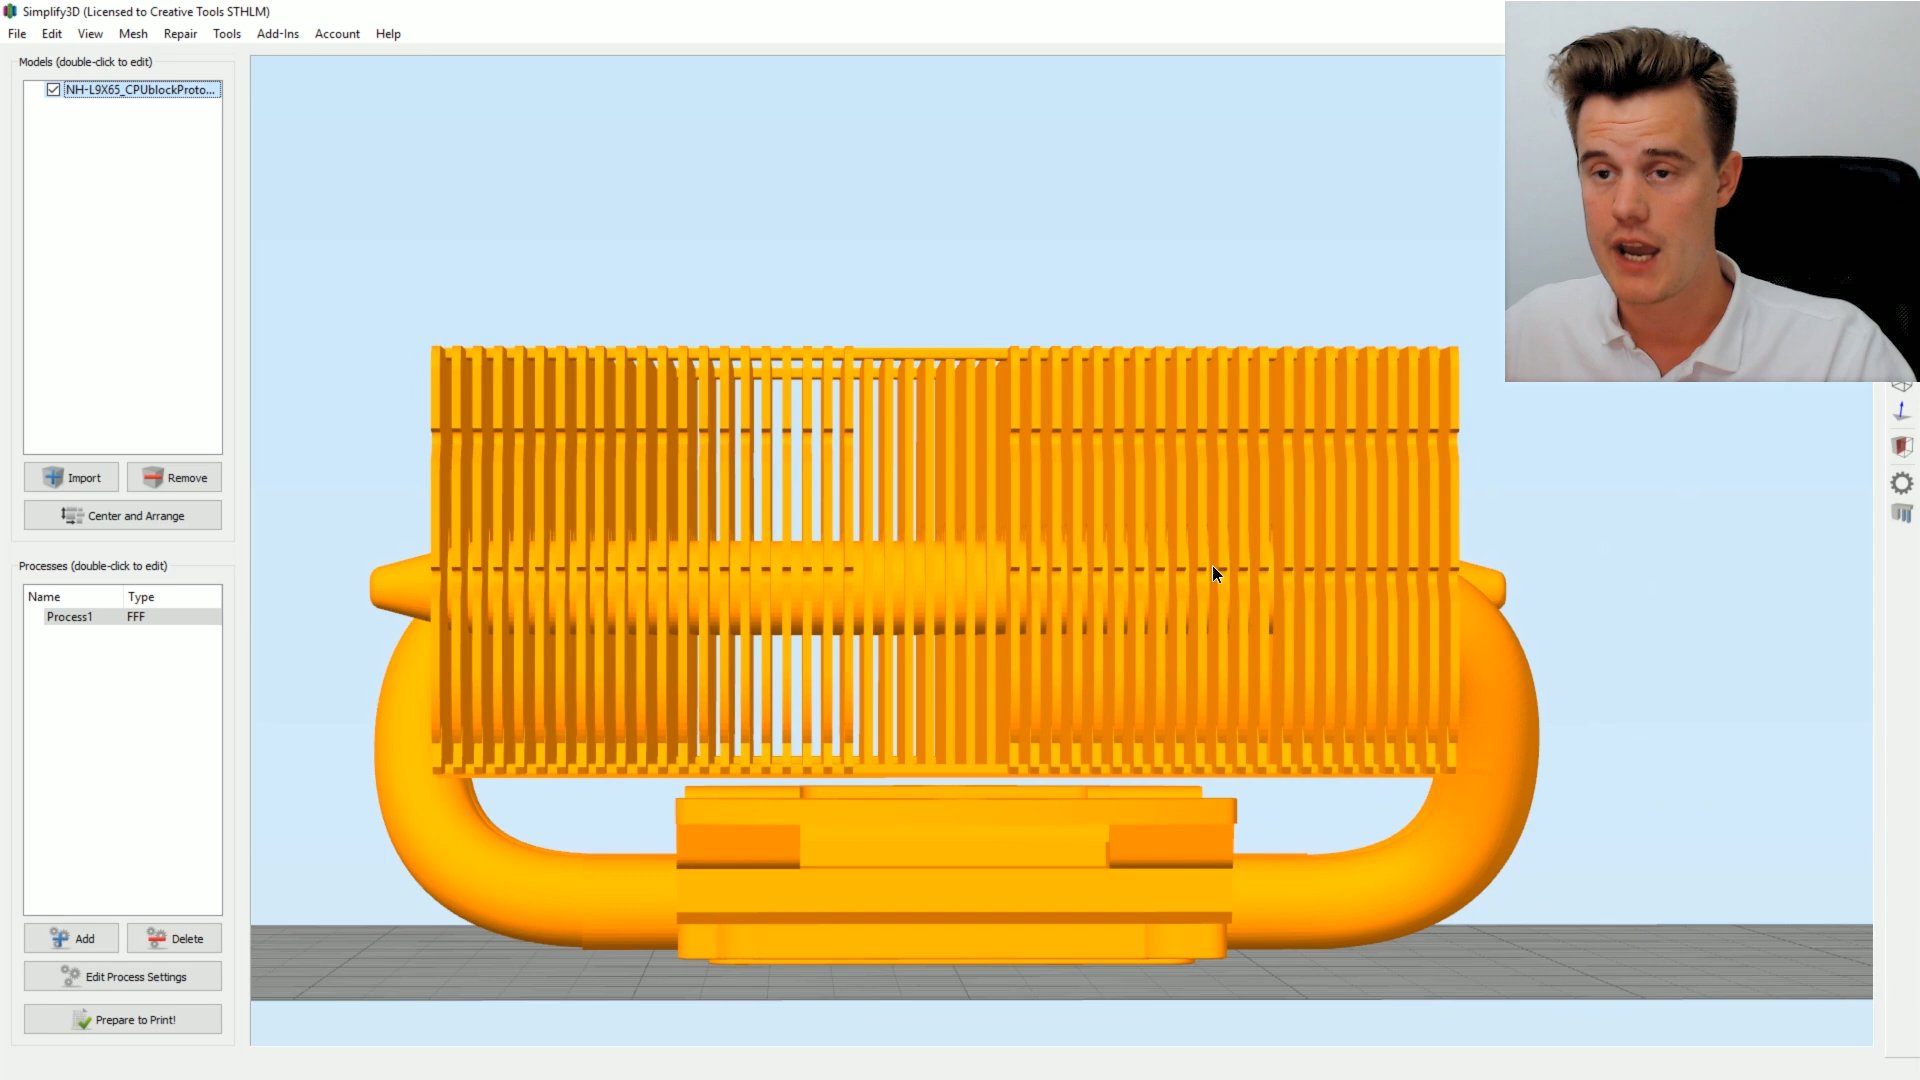 Simplify3D (Licensed to Creative Tools STHLM)
File Edit View Mesh Repair Tools Add-Ins Account Help
Models (double-click to edit)
NH-L9X65_CPUblockProto...
Import Remove
Center and Arrange
Processes (double-click to edit)
Name Type
Process1 FFF
Add Delete
Edit Process Settings
Prepare to Print!